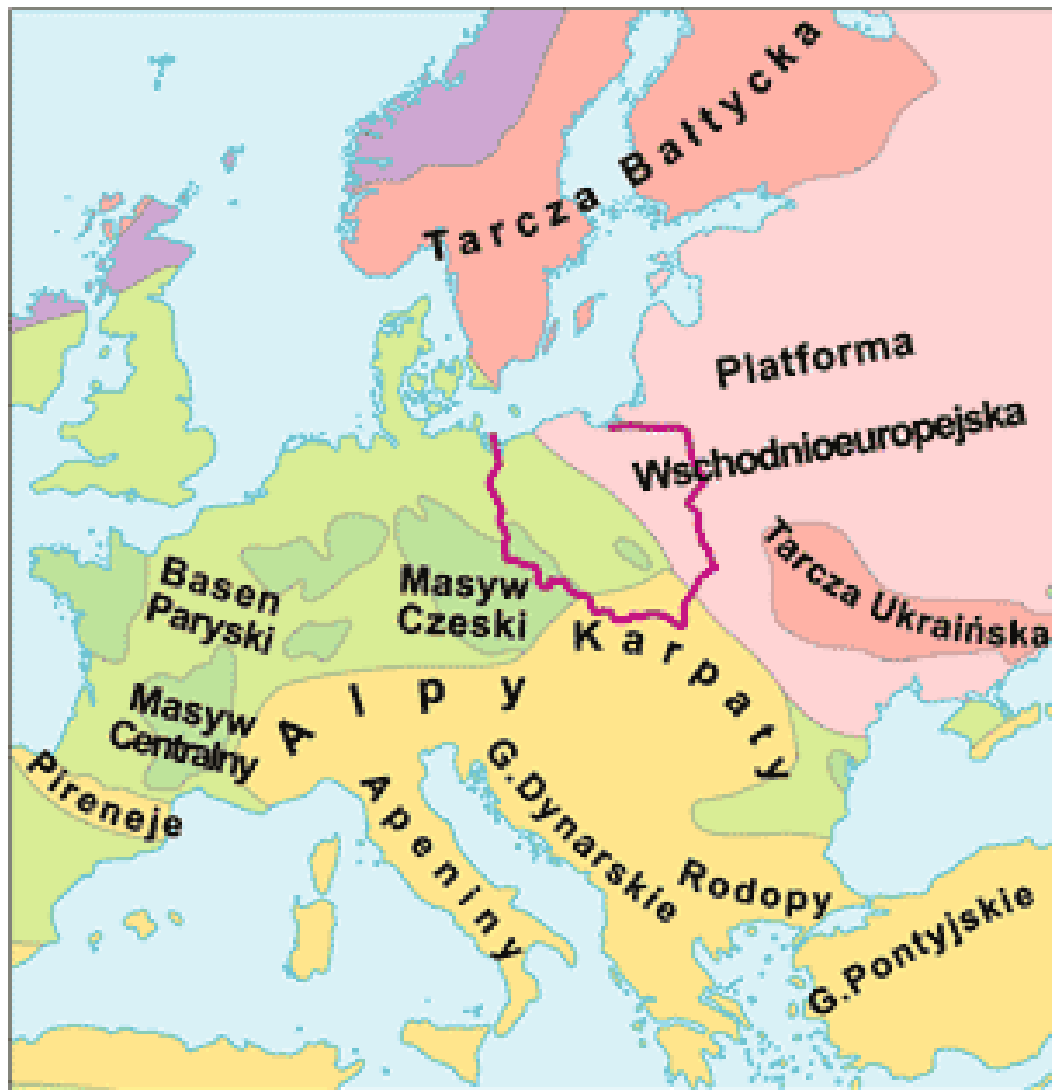 Tarcza Bałtycka
Platforma
Wschodnioeuropejska
Tarcza Ukraińska
Basen
Paryski
Masyw
Czeski
Karpaty
Masyw
Centralny
Alpy
Pireneje
Apeniny
G.Dynarskie
Rodopy
G.Pontyjskie